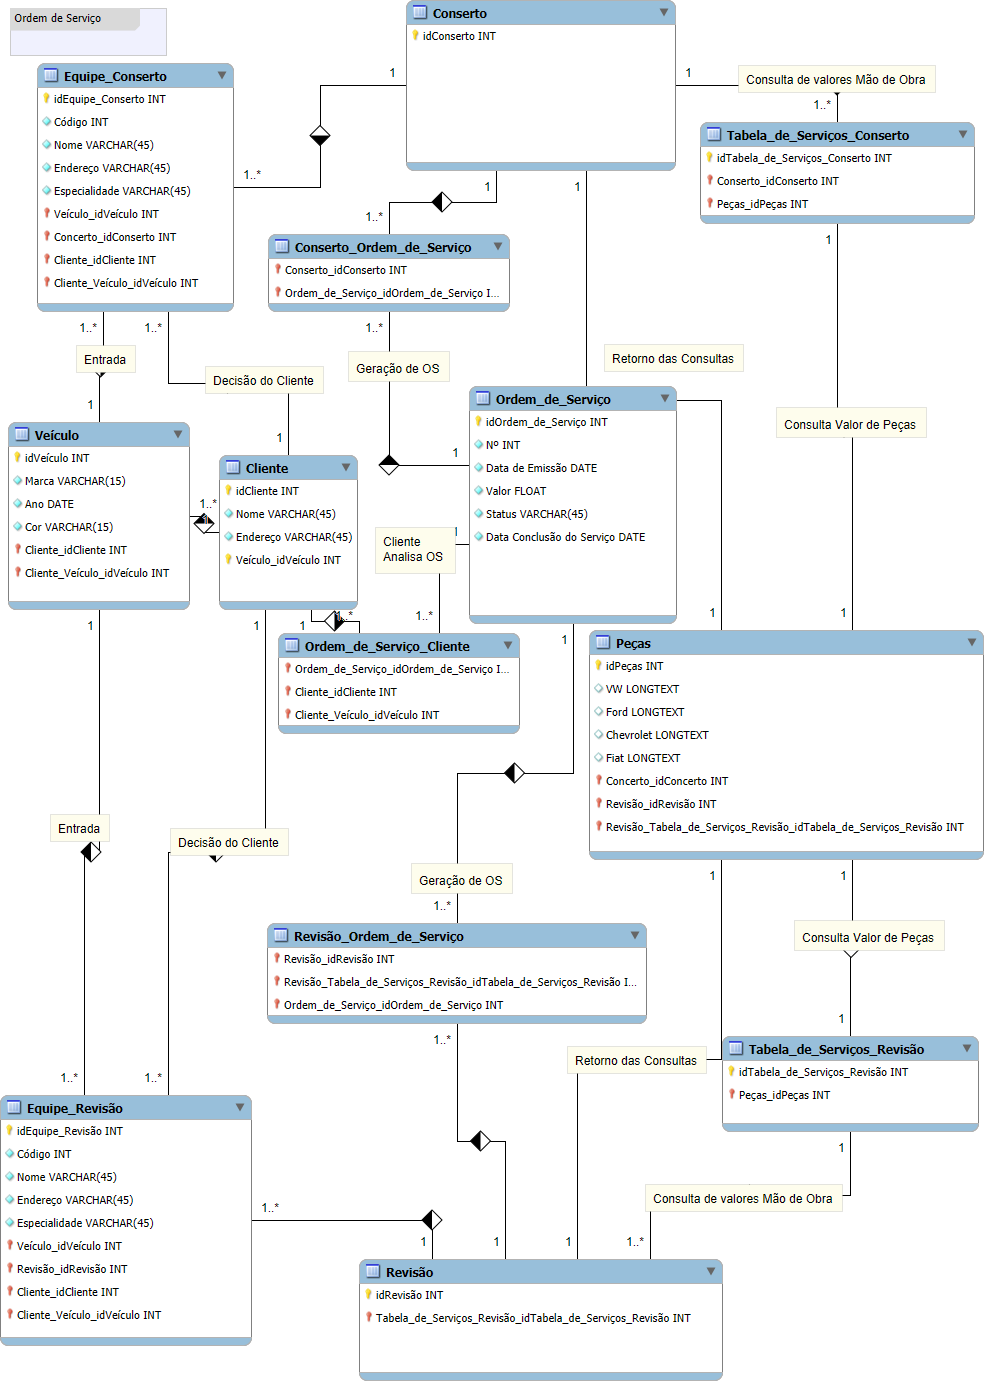 Ordem de Serviço
Conserto
idConserto INT
Equipe_Conserto
idEquipe_Conserto INT
Código INT
Nome VARCHAR(45)
Endereço VARCHAR(45)
Especialidade VARCHAR(45)
Veículo_idVeículo INT
Concerto_idConserto INT
Cliente_idCliente INT
Cliente_Veículo_idVeículo INT
1
1..*
1
Consulta de valores Mão de Obra
1..*
Tabela_de_Serviços_Conserto
idTabela_de_Serviços_Conserto INT
Conserto_idConserto INT
Peças_idPeças INT
1
1
1..*
Conserto_Ordem_de_Serviço
Conserto_idConserto INT
Ordem_de_Serviço_idOrdem_de_Serviço I...
1
1..*
1..*
1..*
Entrada
Decisão do Cliente
Geração de OS
Retorno das Consultas
1
1
1
Consulta Valor de Peças
Veículo
idVeículo INT
Marca VARCHAR(15)
Ano DATE
Cor VARCHAR(15)
Cliente_idCliente INT
Cliente_Veículo_idVeículo INT
1..*
1
Cliente
idCliente INT
Nome VARCHAR(45)
Endereço VARCHAR(45)
Veículo_idVeículo INT
Ordem_de_Serviço
idOrdem_de_Serviço INT
Nº INT
Data de Emissão DATE
Valor FLOAT
Status VARCHAR(45)
Data Conclusão do Serviço DATE
1
Cliente
Analisa OS
1..*
1
1..*
1
1
1
1
1
Ordem_de_Serviço_Cliente
Ordem_de_Serviço_idOrdem_de_Serviço I...
Cliente_idCliente INT
Cliente_Veículo_idVeículo INT
Peças
idPeças INT
VW LONGTEXT
Ford LONGTEXT
Chevrolet LONGTEXT
Fiat LONGTEXT
Concerto_idConcerto INT
Revisão_idRevisão INT
Revisão_Tabela_de_Serviços_Revisão_idTabela_de_Serviços_Revisão INT
Entrada
Decisão do Cliente
Geração de OS
1..*
1
1
Consulta Valor de Peças
1
Revisão_Ordem_de_Serviço
Revisão_idRevisão INT
Revisão_Tabela_de_Serviços_Revisão_idTabela_de_Serviços_Revisão I...
Ordem_de_Serviço_idOrdem_de_Serviço INT
1..*
Retorno das Consultas
Tabela_de_Serviços_Revisão
idTabela_de_Serviços_Revisão INT
Peças_idPeças INT
1
1..*
1..*
Equipe_Revisão
idEquipe_Revisão INT
Código INT
Nome VARCHAR(45)
Endereço VARCHAR(45)
Especialidade VARCHAR(45)
Veículo_idVeículo INT
Revisão_idRevisão INT
Cliente_idCliente INT
Cliente_Veículo_idVeículo INT
1..*
Consulta de valores Mão de Obra
1
1
1
1..*
Revisão
idRevisão INT
Tabela_de_Serviços_Revisão_idTabela_de_Serviços_Revisão INT